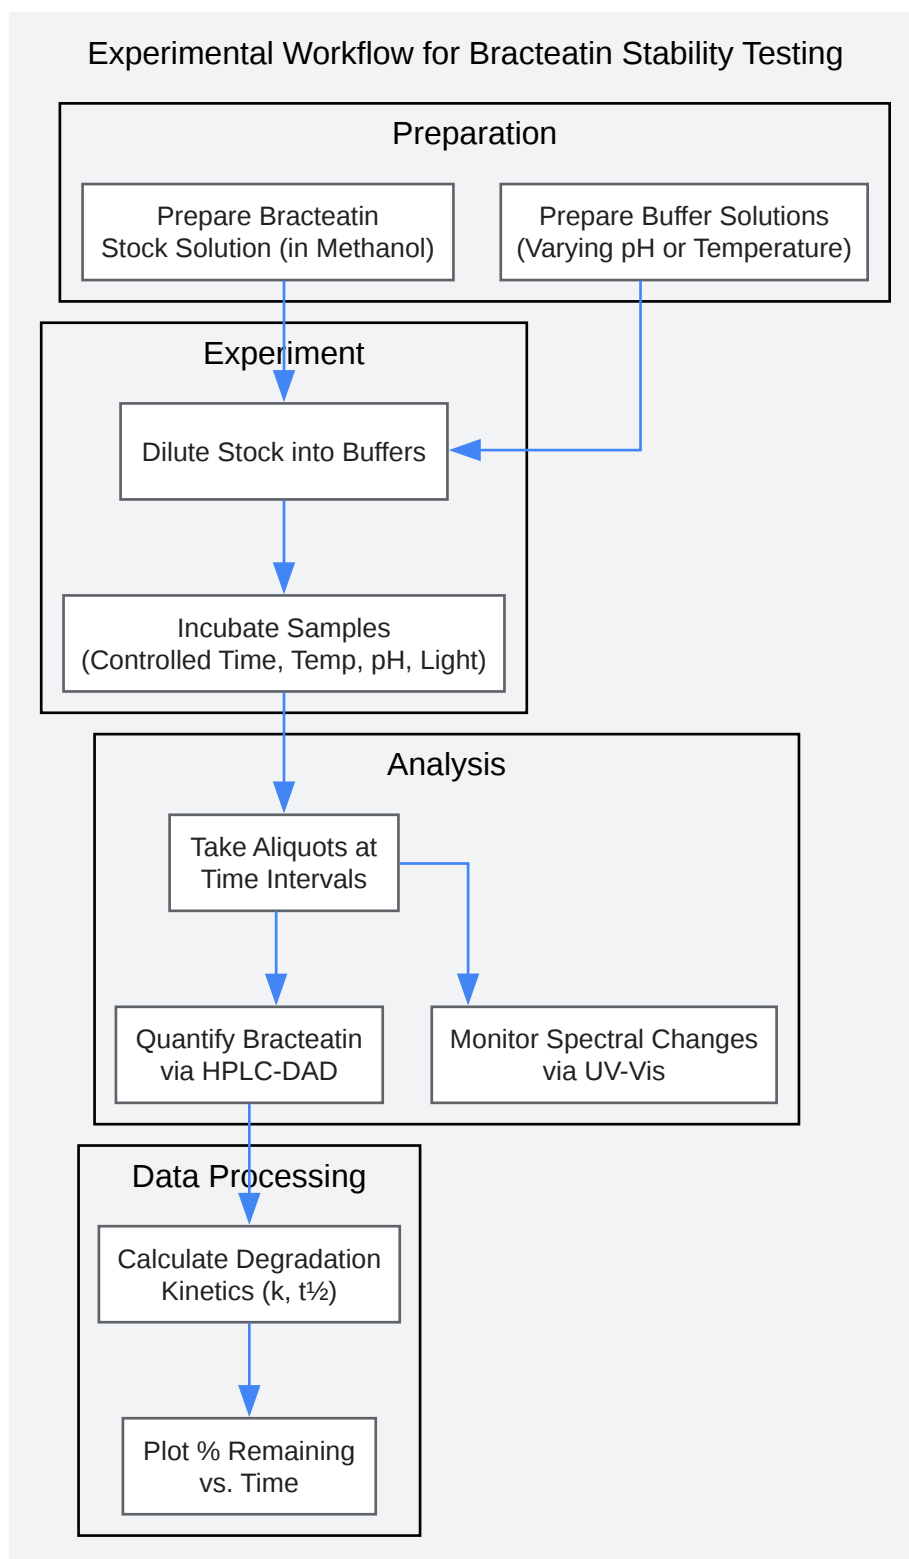 Experimental Workflow for Bracteatin Stability Testing
Preparation
Prepare Bracteatin
Stock Solution (in Methanol)
Prepare Buffer Solutions
(Varying pH or Temperature)
Experiment
Dilute Stock into Buffers
Incubate Samples
(Controlled Time, Temp, pH, Light)
Analysis
Take Aliquots at
Time Intervals
Quantify Bracteatin
via HPLC-DAD
Monitor Spectral Changes
via UV-Vis
Data Processing
Calculate Degradation
Kinetics (k, t½)
Plot % Remaining
vs. Time